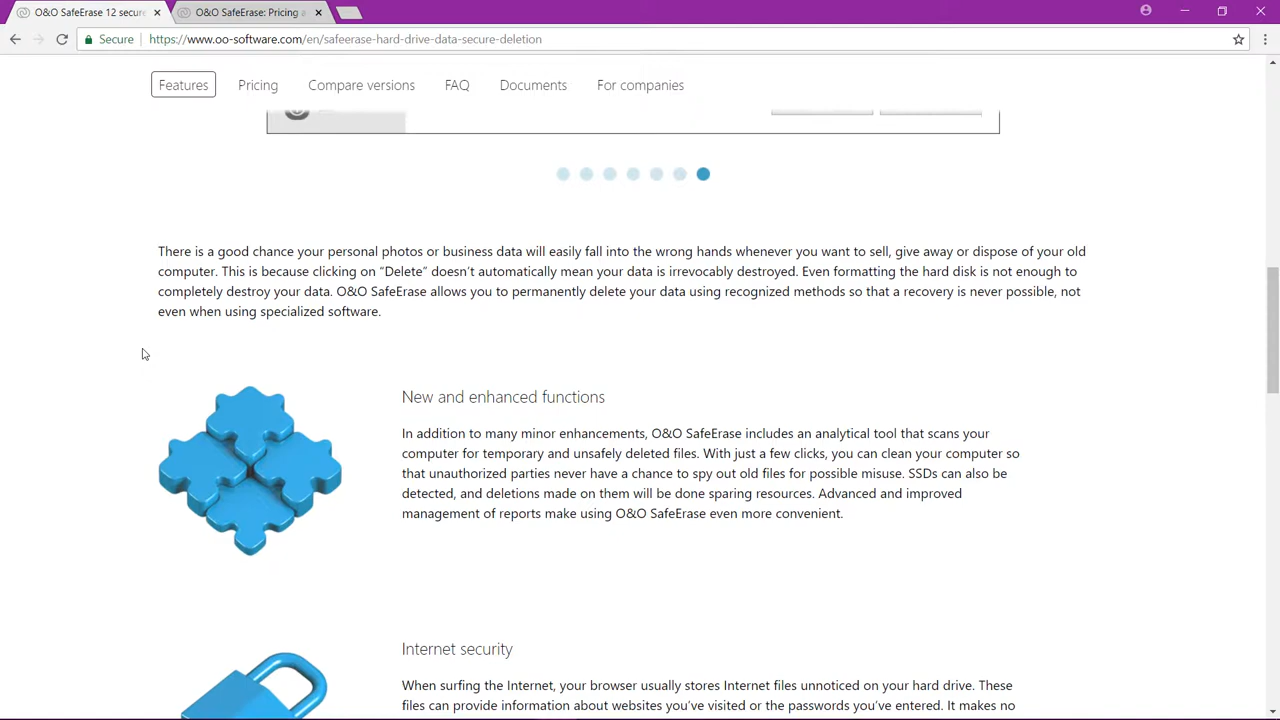 O&O SafeErase 12 secure
O&O SafeErase: Pricing a
Secure
https://www.oo-software.com/en/safeerase-hard-drive-data-secure-deletion
Features
Pricing
Compare versions
FAQ
Documents
For companies
There is a good chance your personal photos or business data will easily fall into the wrong hands whenever you want to sell, give away or dispose of your old
computer. This is because clicking on “Delete” doesn’t automatically mean your data is irrevocably destroyed. Even formatting the hard disk is not enough to
completely destroy your data. O&O SafeErase allows you to permanently delete your data using recognized methods so that a recovery is never possible, not
even when using specialized software.
New and enhanced functions
In addition to many minor enhancements, O&O SafeErase includes an analytical tool that scans your
computer for temporary and unsafely deleted files. With just a few clicks, you can clean your computer so
that unauthorized parties never have a chance to spy out old files for possible misuse. SSDs can also be
detected, and deletions made on them will be done sparing resources. Advanced and improved
management of reports make using O&O SafeErase even more convenient.
Internet security
When surfing the Internet, your browser usually stores Internet files unnoticed on your hard drive. These
files can provide information about websites you’ve visited or the passwords you’ve entered. It makes no